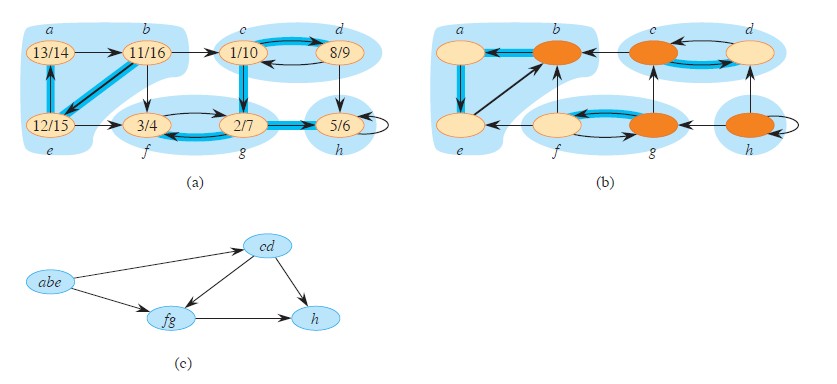 a b c d
13/14 11/16 1/10 8/9
12/15 3/4 2/7 5/6
e f g h
(a)
a b c d
e f g h
(b)
cd
abe
fg h
(c)